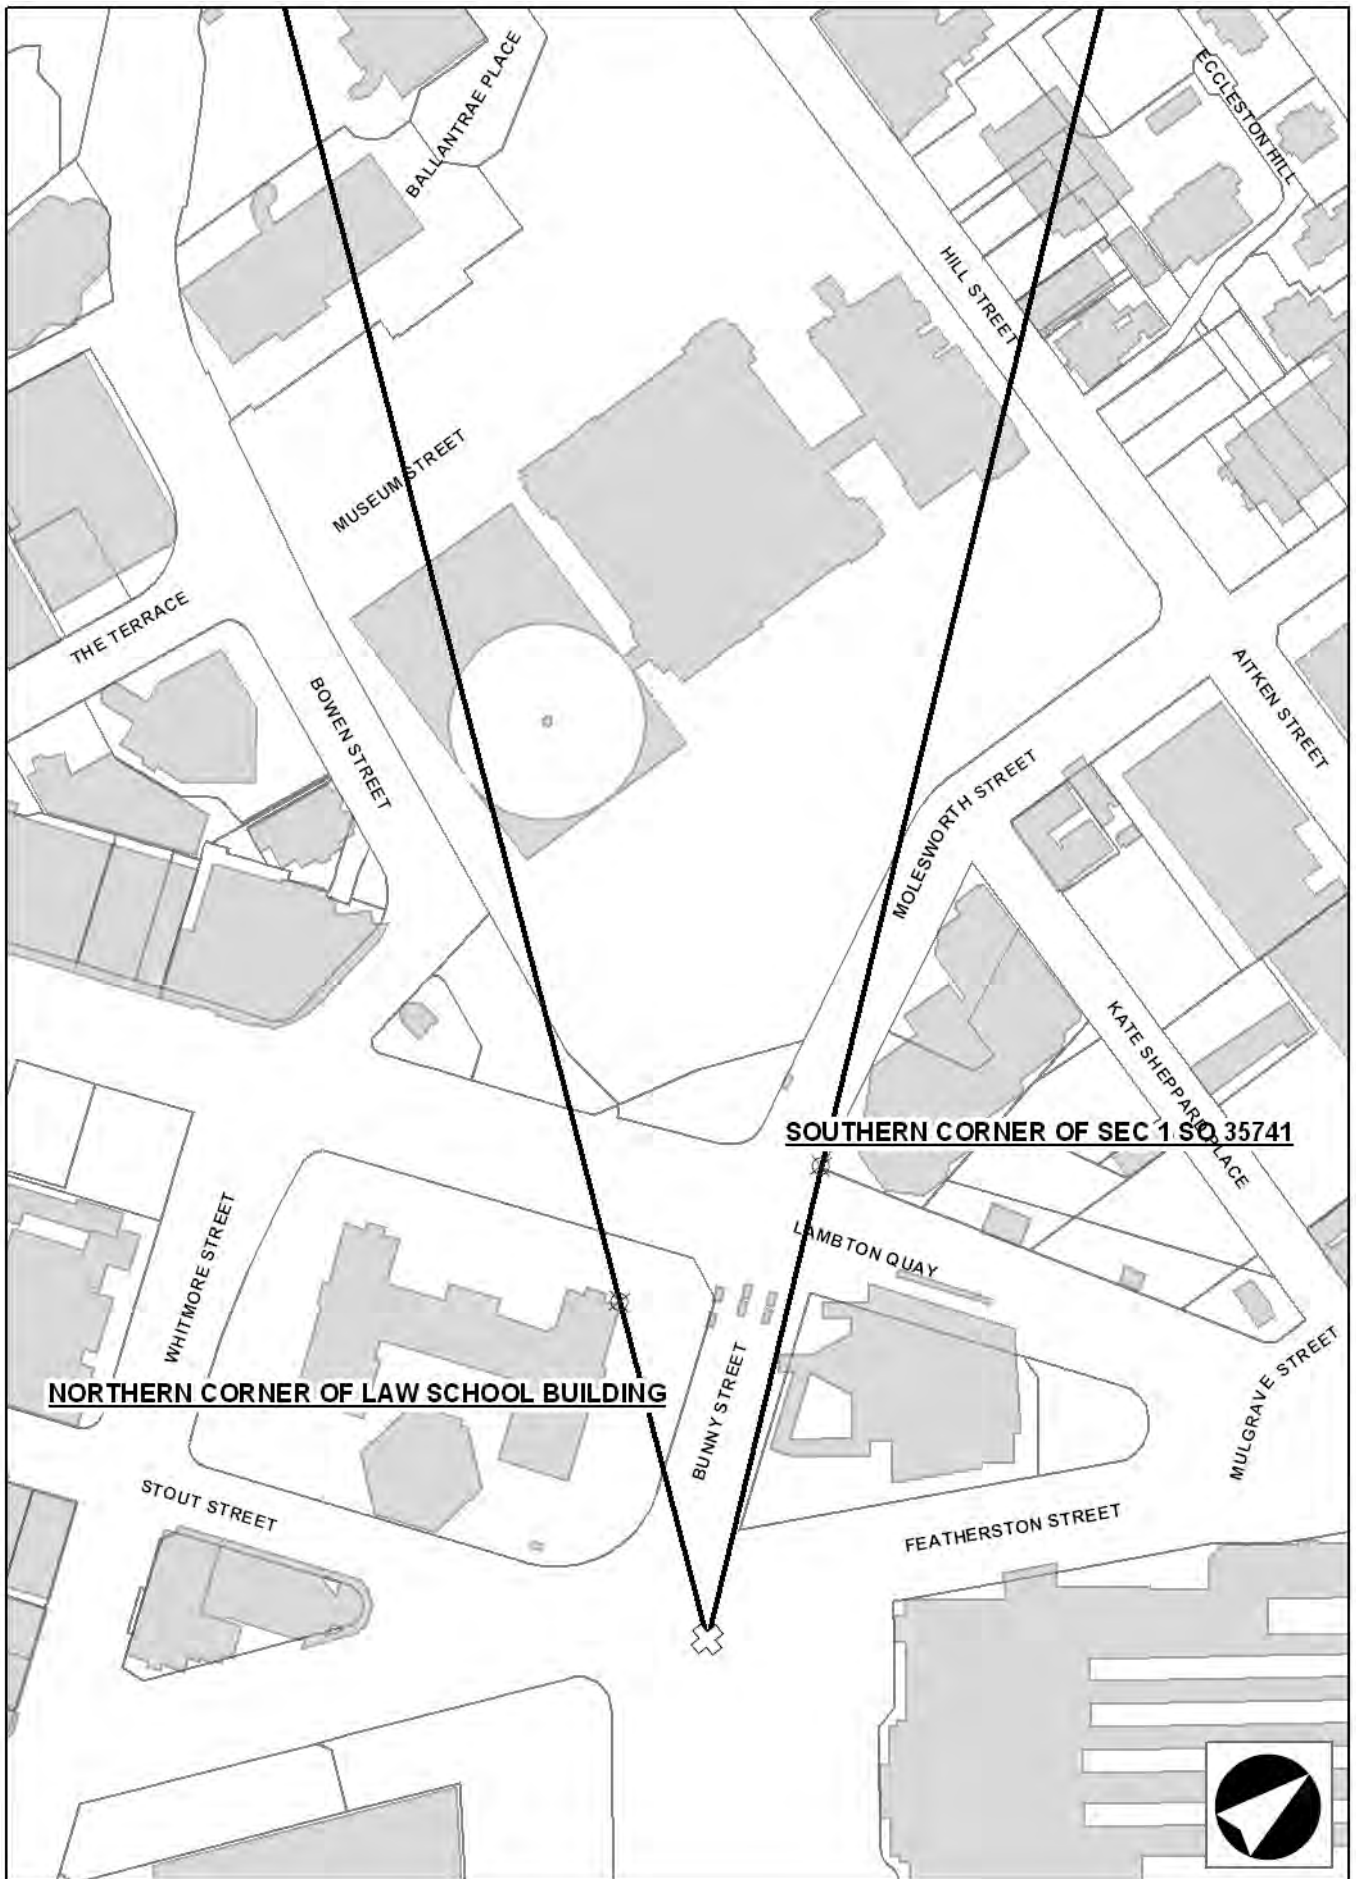 BALLANTRAE PLACE
ECCLESTON HILL
HILL STREET
MUSEUM STREET
THE TERRACE
BOWEN STREET
AITKEN STREET
MOLESWORTH STREET
KATE SHEPPARD PLACE
SOUTHERN CORNER OF SEC 1 SO 35741
WHITMORE STREET
LAMBTON QUAY
NORTHERN CORNER OF LAW SCHOOL BUILDING
BUNNY STREET
MULGRAVE STREET
STOUT STREET
FEATHERSTON STREET